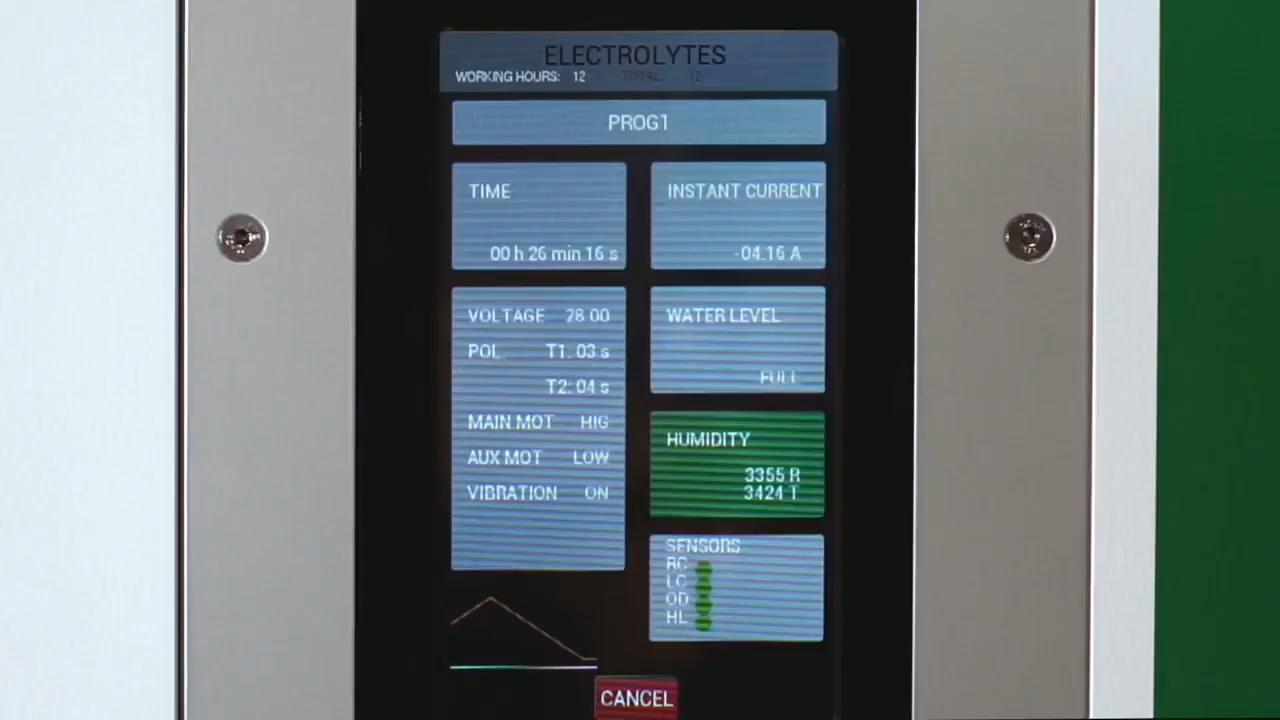 ELECTROLYTES
WORKING HOURS: 12 TOTAL: 12
PROG1
TIME
00 h 26 min 16 s
INSTANT CURRENT
-04.16 A
VOLTAGE 28.00
POL. T1: 03 s
T2: 04 s
MAIN MOT HIG
AUX MOT LOW
VIBRATION ON
WATER LEVEL
FULL
HUMIDITY
3355 R
3424 T
SENSORS
RC
LC
OD
HL
CANCEL